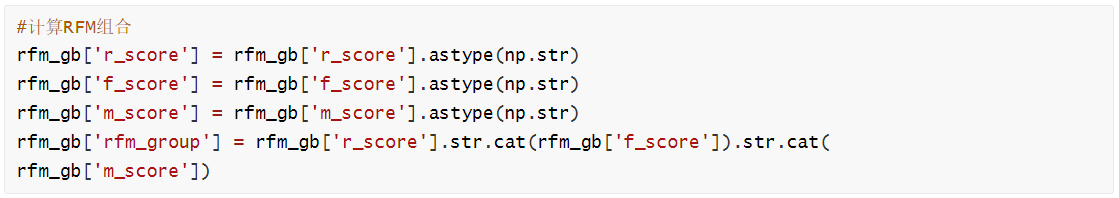 #计算RFM组合
rfm_gb['r_score'] = rfm_gb['r_score'].astype(np.str)
rfm_gb['f_score'] = rfm_gb['f_score'].astype(np.str)
rfm_gb['m_score'] = rfm_gb['m_score'].astype(np.str)
rfm_gb['rfm_group'] = rfm_gb['r_score'].str.cat(rfm_gb['f_score']).str.cat(
rfm_gb['m_score'])